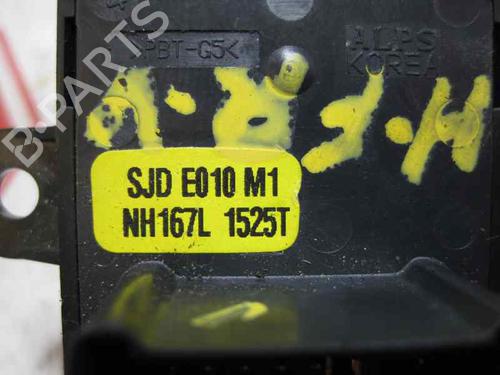 >PBT-G5<
ALPS
KOREA
B-PARTS
SJD E010 M1
NH167L 1525T